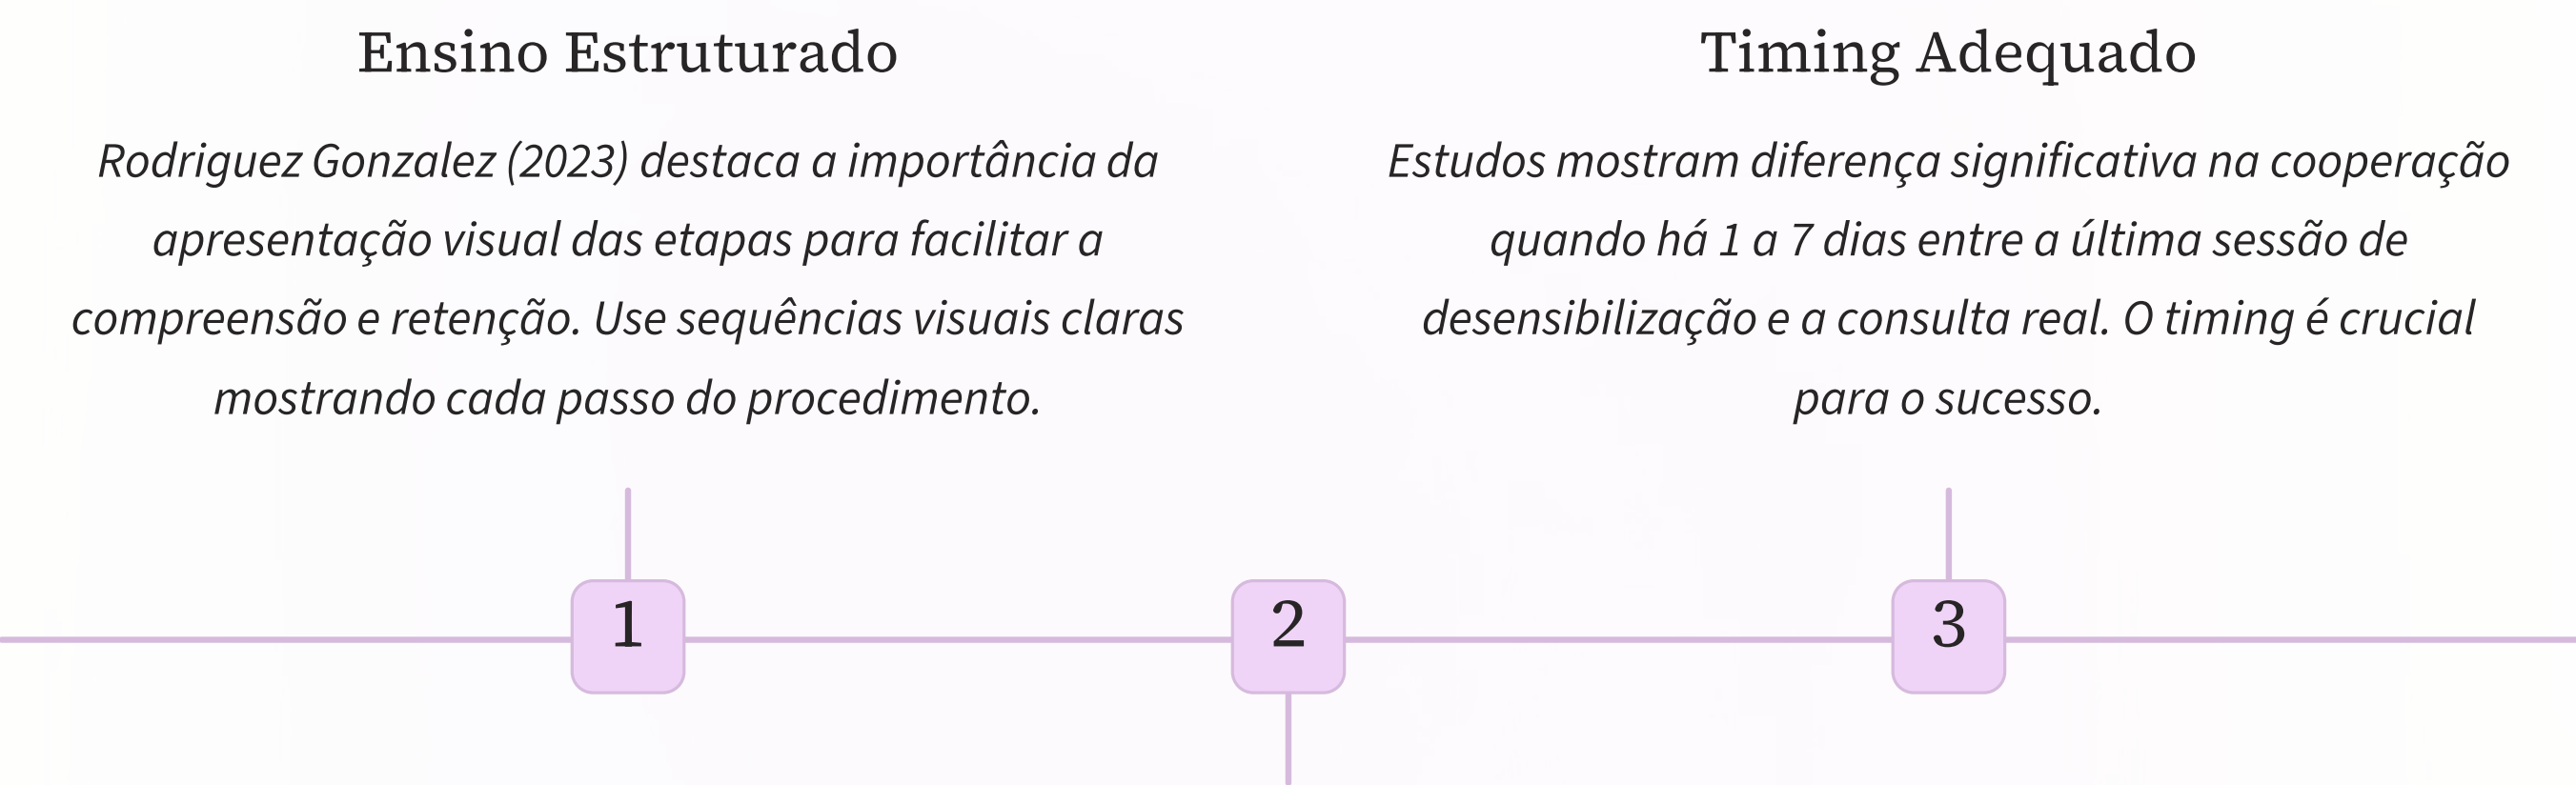 Ensino Estruturado
Rodriguez Gonzalez (2023) destaca a importância da
apresentação visual das etapas para facilitar a
compreensão e retenção. Use sequências visuais claras
mostrando cada passo do procedimento.
Timing Adequado
Estudos mostram diferença significativa na cooperação
quando há 1 a 7 dias entre a última sessão de
desensibilização e a consulta real. O timing é crucial
para o sucesso.
1
2
3